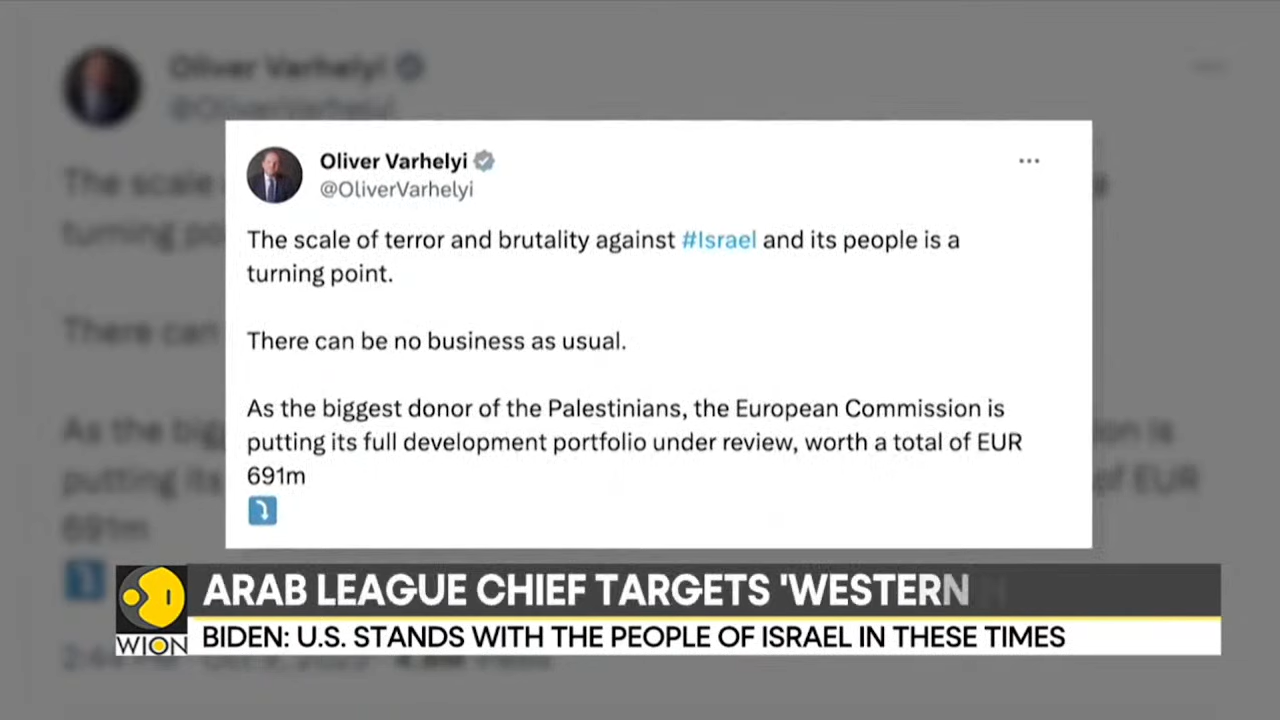 Oliver Varhelyi
@OliverVarhelyi
The scale of terror and brutality against #Israel and its people is a
turning point.
There can be no business as usual.
As the biggest donor of the Palestinians, the European Commission is
putting its full development portfolio under review, worth a total of EUR
691m
ARAB LEAGUE CHIEF TARGETS 'WESTERN
WION
BIDEN: U.S. STANDS WITH THE PEOPLE OF ISRAEL IN THESE TIMES